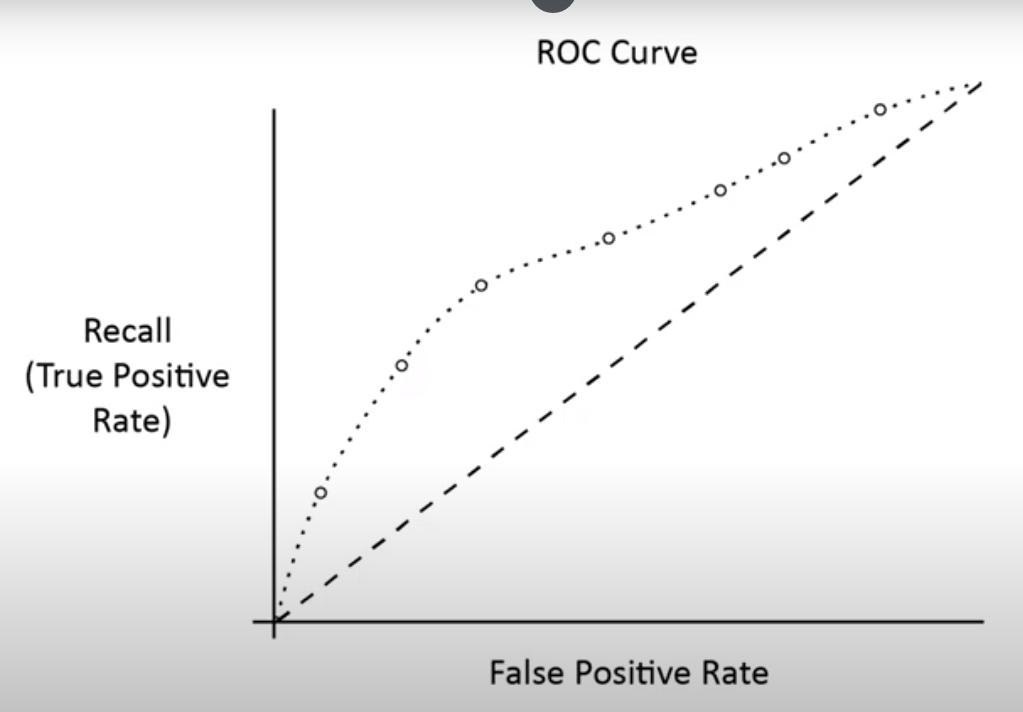 ROC Curve
Recall
(True Positive
Rate)
False Positive Rate